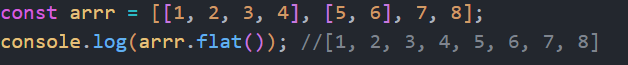 const arrr = [[1, 2, 3, 4], [5, 6], 7, 8];
console.log(arrr.flat()); //[1, 2, 3, 4, 5, 6, 7, 8]